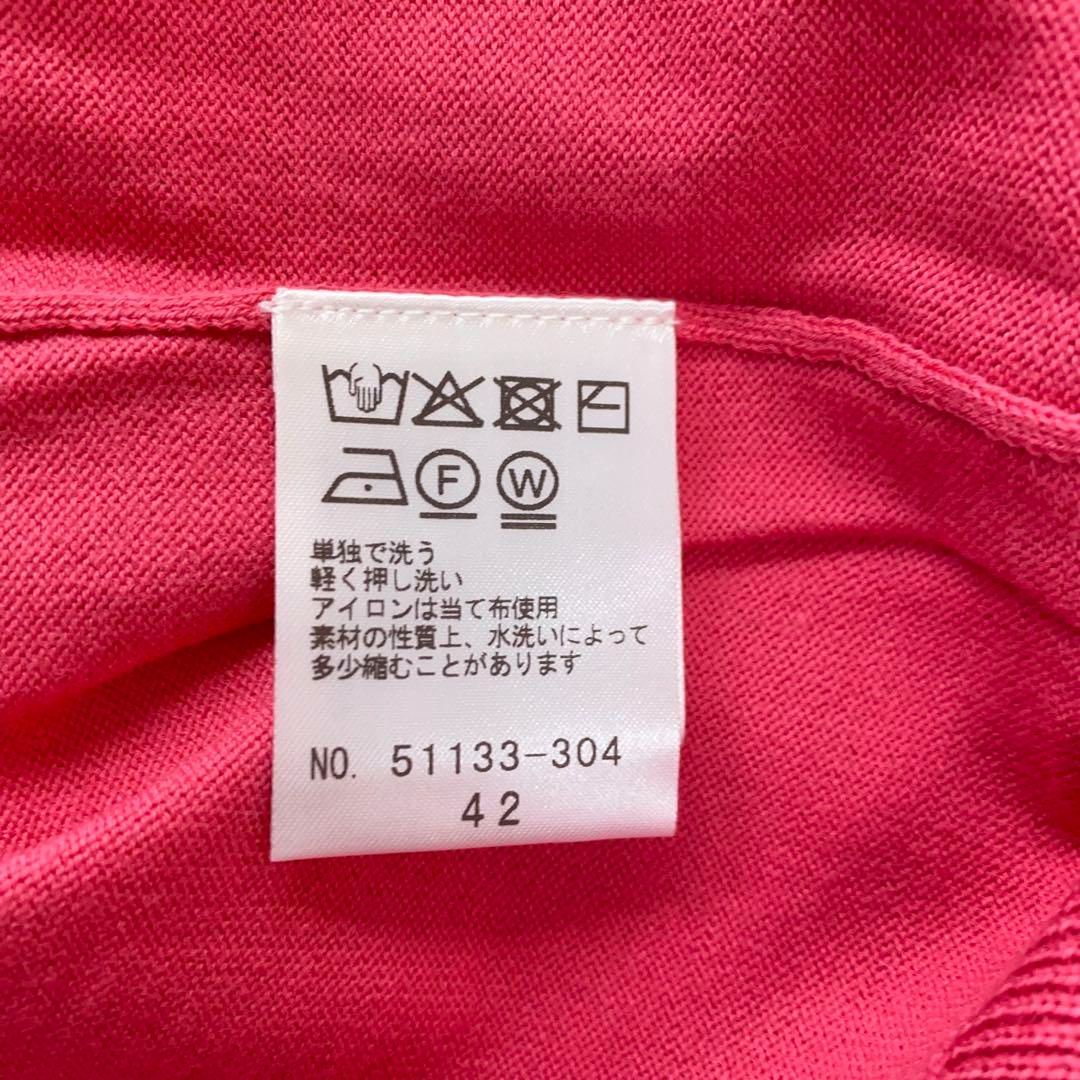 F W
単独で洗う
軽く押し洗い
アイロンは当て布使用
素材の性質上、水洗いによって
多少縮むことがあります
NO. 51133-304
42